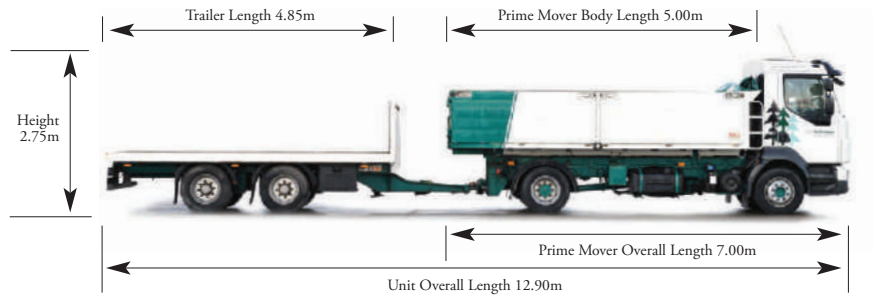 Trailer Length 4.85m
Prime Mover Body Length 5.00m
Height
2.75m
Prime Mover Overall Length 7.00m
Unit Overall Length 12.90m